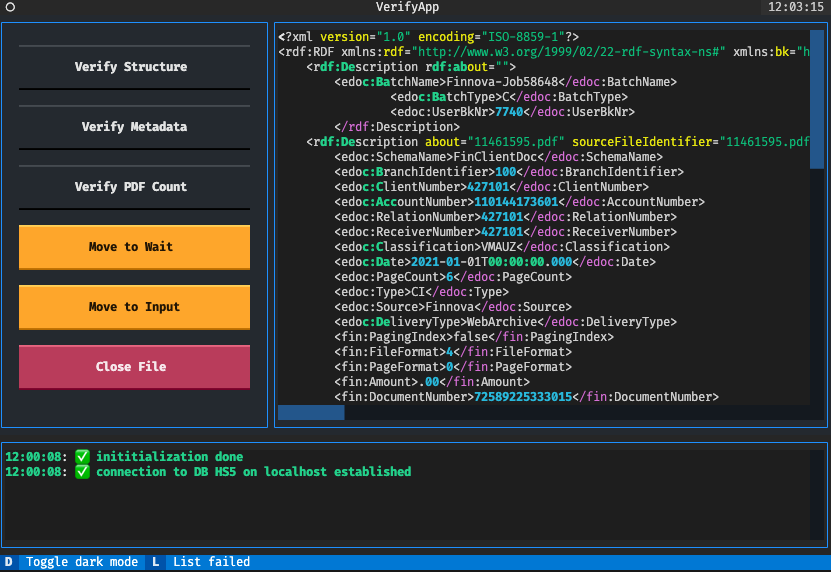 VerifyApp 12:03:15
Verify Structure
Verify Metadata
Verify PDF Count
Move to Wait
Move to Input
Close File
<?xml version="1.0" encoding="ISO-8859-1"?>
<rdf:RDF xmlns:rdf="http://www.w3.org/1999/02/22-rdf-syntax-ns#" xmlns:bk="h
<rdf:Description rdf:about="">
<edoc:BatchName>Finnova-Job58648</edoc:BatchName>
<edoc:BatchType>C</edoc:BatchType>
<edoc:UserBkNr>7740</edoc:UserBkNr>
</rdf:Description>
<rdf:Description about="11461595.pdf" sourceFileIdentifier="11461595.pdf
<edoc:SchemaName>FinClientDoc</edoc:SchemaName>
<edoc:BranchIdentifier>100</edoc:BranchIdentifier>
<edoc:ClientNumber>427101</edoc:ClientNumber>
<edoc:AccountNumber>110144173601</edoc:AccountNumber>
<edoc:RelationNumber>427101</edoc:RelationNumber>
<edoc:ReceiverNumber>427101</edoc:ReceiverNumber>
<edoc:Classification>VMAUZ</edoc:Classification>
<edoc:Date>2021-01-01T00:00:00.000</edoc:Date>
<edoc:PageCount>6</edoc:PageCount>
<edoc:Type>CI</edoc:Type>
<edoc:Source>Finnova</edoc:Source>
<edoc:DeliveryType>WebArchive</edoc:DeliveryType>
<fin:PagingIndex>false</fin:PagingIndex>
<fin:FileFormat>4</fin:FileFormat>
<fin:PageFormat>0</fin:PageFormat>
<fin:Amount>.00</fin:Amount>
<fin:DocumentNumber>72589225333015</fin:DocumentNumber>
12:00:08: ✅ inititialization done
12:00:08: ✅ connection to DB HS5 on localhost established
D Toggle dark mode L List failed